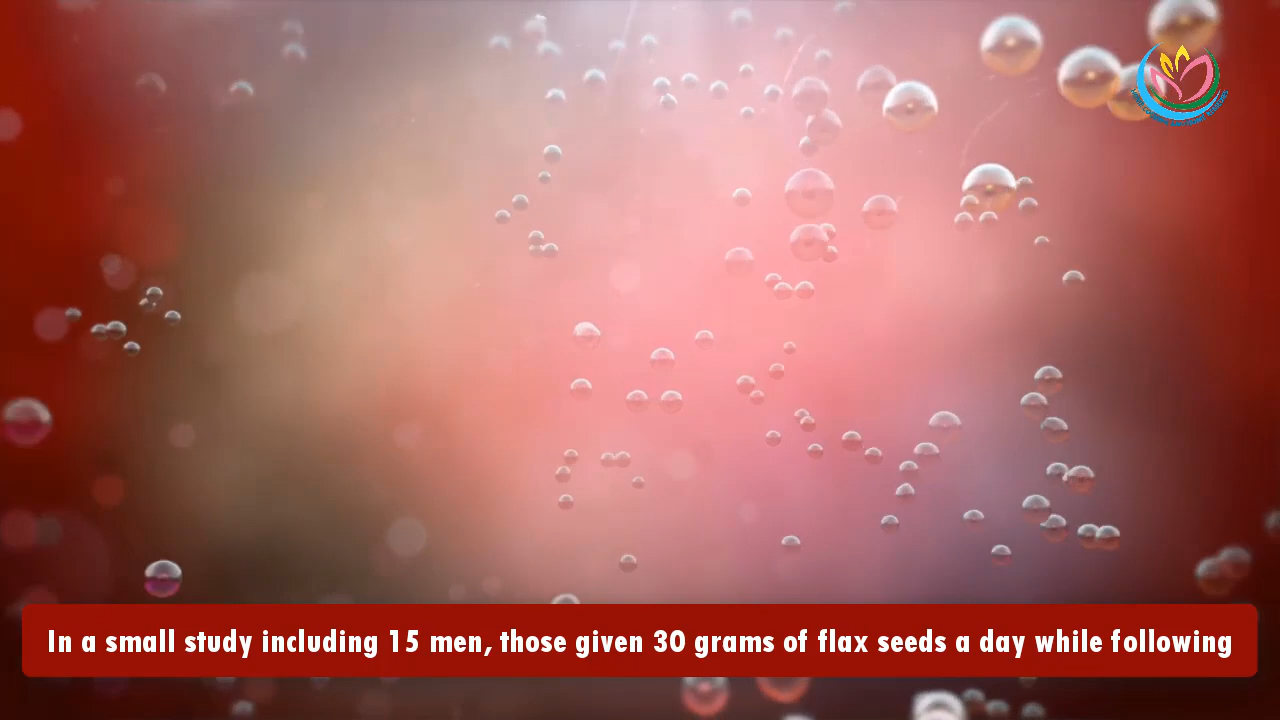 In a small study including 15 men, those given 30 grams of flax seeds a day while following